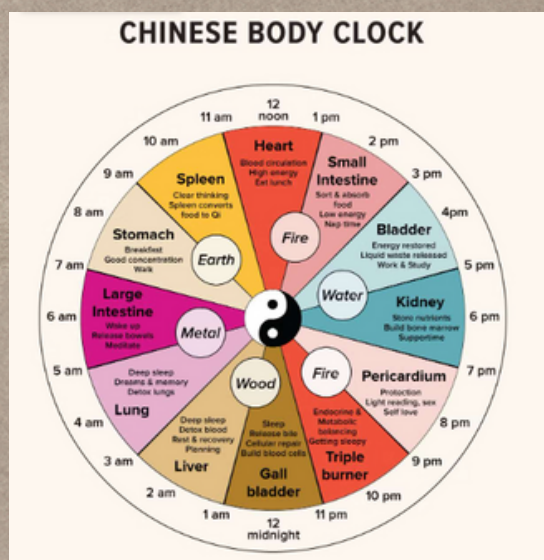 CHINESE BODY CLOCK
12
noon
1 pm
2 pm
3 pm
4pm
5 pm
6 pm
7 pm
8 pm
9 pm
10 pm
11 pm
12
midnight
1 am
2 am
3 am
4 am
5 am
6 am
7 am
8 am
9 am
10 am
11 am
Heart
Blood circulation
High energy
Eat lunch
Small
Intestine
Sort & absorb
food
Low energy
Nap time
Fire
Bladder
Energy restored
Liquid waste released
Work & Study
Water
Kidney
Store nutrients
Build bone marrow
Suppertime
Pericardium
Protection
Light reading, sex
Self love
Fire
Endocrine &
Metabolic
balancing
Getting sleepy
Triple
burner
Sleep
Release bile
Cellular repair
Build blood cells
Gall
bladder
Wood
Deep sleep
Detox blood
Rest & recovery
Planning
Liver
Deep sleep
Dreams & memory
Detox lungs
Lung
Metal
Large
Intestine
Wake up
Release bowels
Meditate
Stomach
Breakfast
Good concentration
Walk
Earth
Spleen
Clear thinking
Spleen converts
food to Qi